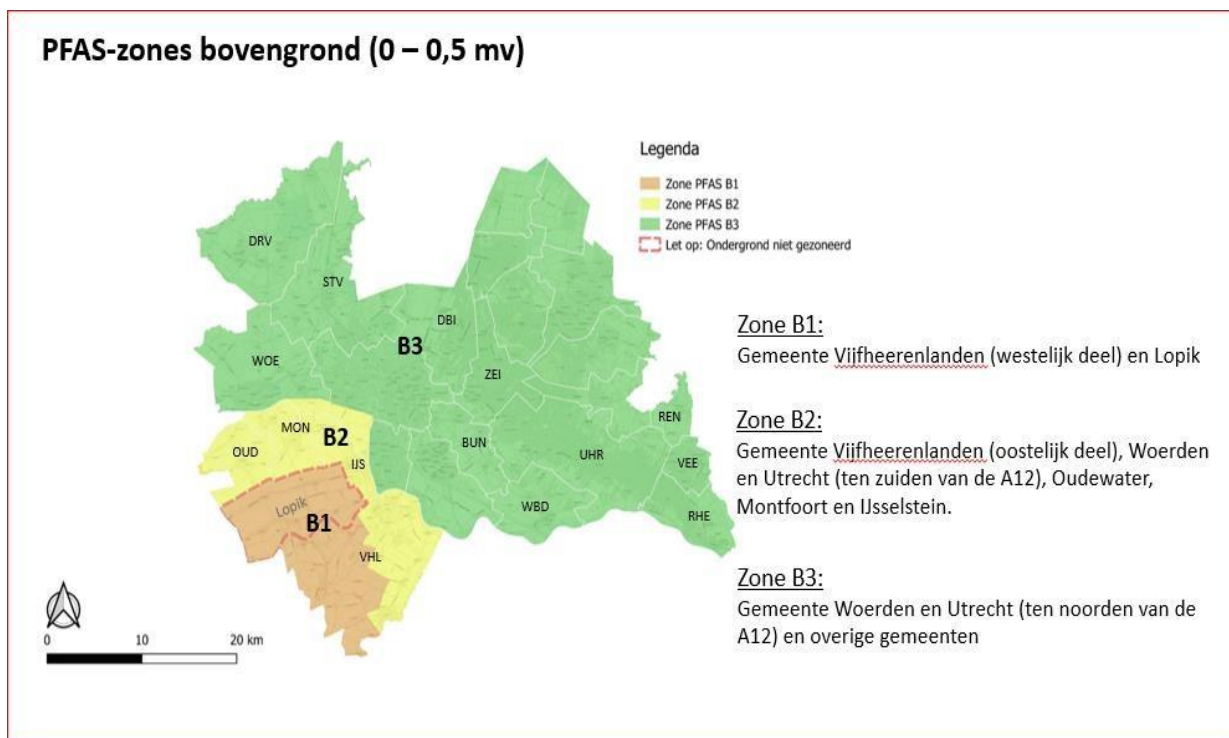 PFAS-zones bovengrond (0 – 0,5 mv)
Legenda
Zone PFAS B1
Zone PFAS B2
Zone PFAS B3
Let op: Ondergrond niet gezoneerd
DRV
STV
DBI
B3
WOE
ZEI
REN
MON
B2
BUN
OUD
IJS
UHR
VEE
Lopik
B1
WBD
RHE
VHL
0 10 20 km
Zone B1:
Gemeente Vijfheerenlanden (westelijk deel) en Lopik
Zone B2:
Gemeente Vijfheerenlanden (oostelijk deel), Woerden
en Utrecht (ten zuiden van de A12), Oudewater,
Montfoort en IJsselstein.
Zone B3:
Gemeente Woerden en Utrecht (ten noorden van de
A12) en overige gemeenten